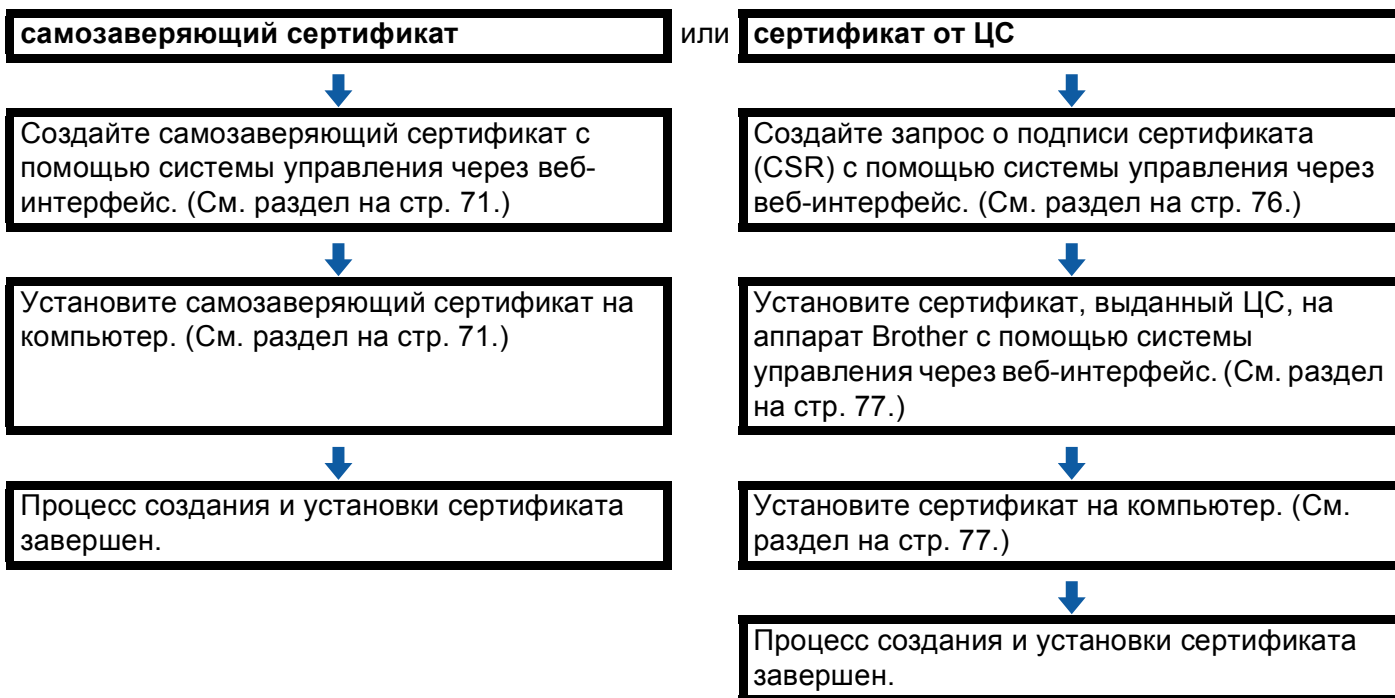 самозаверяющий сертификат
или
сертификат от ЦС
Создайте самозаверяющий сертификат с
помощью системы управления через веб-
интерфейс. (См. раздел на стр. 71.)
Создайте запрос о подписи сертификата
(CSR) с помощью системы управления через
веб-интерфейс. (См. раздел на стр. 76.)
Установите самозаверяющий сертификат на
компьютер. (См. раздел на стр. 71.)
Установите сертификат, выданный ЦС, на
аппарат Brother с помощью системы
управления через веб-интерфейс. (См. раздел
на стр. 77.)
Процесс создания и установки сертификата
завершен.
Установите сертификат на компьютер. (См.
раздел на стр. 77.)
Процесс создания и установки сертификата
завершен.